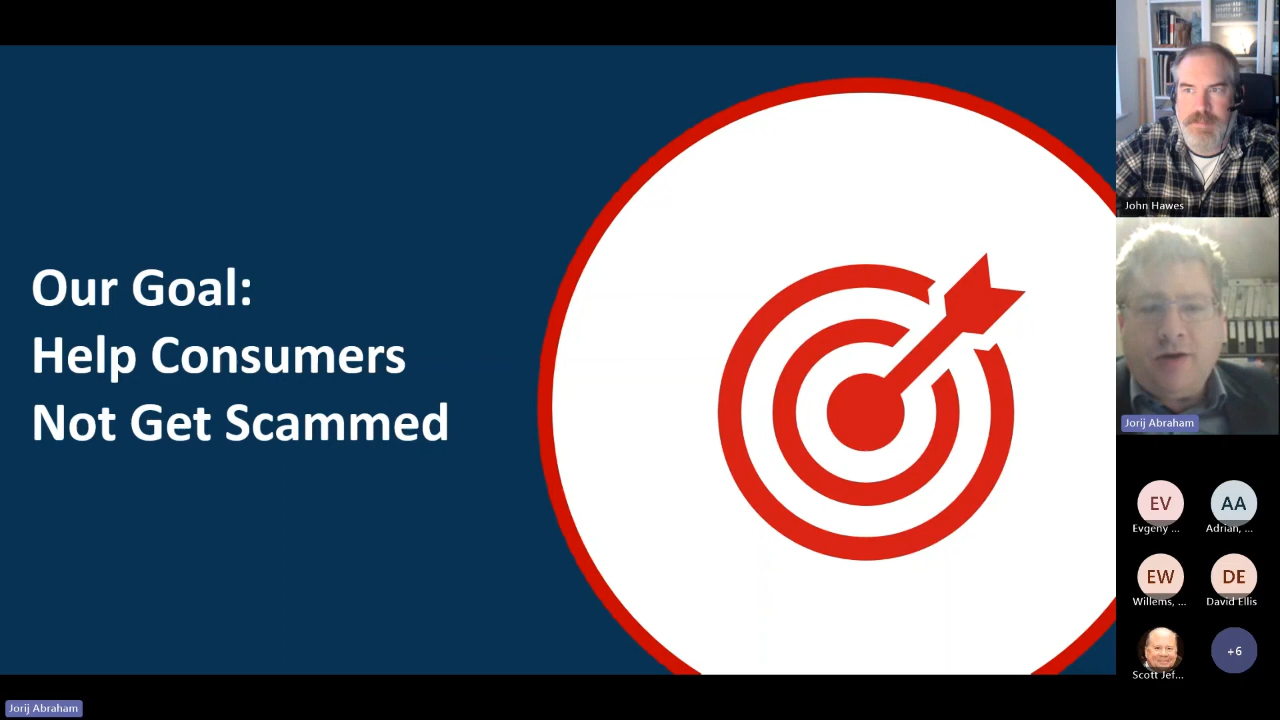 Our Goal:
Help Consumers
Not Get Scammed
John Hawes
Jorij Abraham
EV
AA
Evgeny ...
Adrian, ...
EW
DE
Willems, ...
David Ellis
+6
Scott Jef...
Jorij Abraham